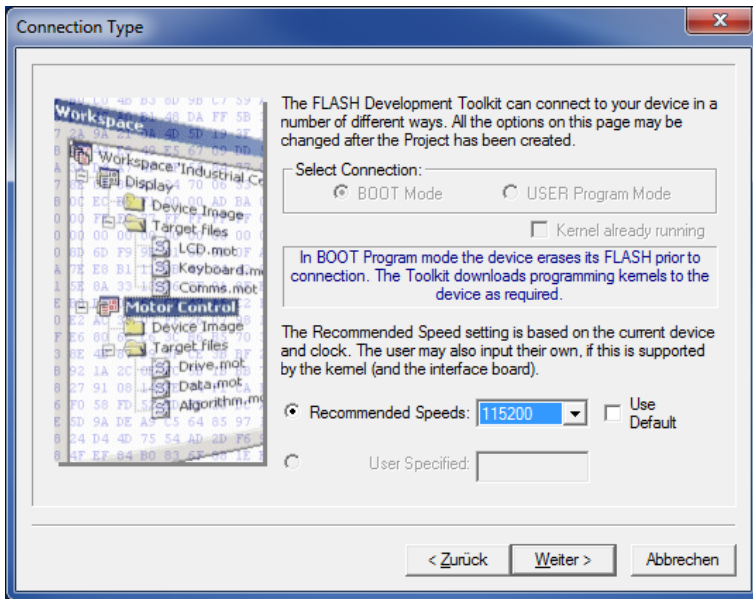 Connection Type
Workspace
Workspace 'Industrial Co
Display
Device Image
Target files
LCD.mot
Keyboard.m
Comms.mot
Motor Control
Device Image
Target files
Drive.mot
Data.mot
Algorithm.mo
The FLASH Development Toolkit can connect to your device in a
number of different ways. All the options on this page may be
changed after the Project has been created.
Select Connection:
BOOT Mode
USER Program Mode
Kernel already running
In BOOT Program mode the device erases its FLASH prior to
connection. The Toolkit downloads programming kernels to the
device as required.
The Recommended Speed setting is based on the current device
and clock. The user may also input their own, if this is supported
by the kernel (and the interface board).
Recommended Speeds: 115200
Use
Default
User Specified:
< Zurück
Weiter >
Abbrechen